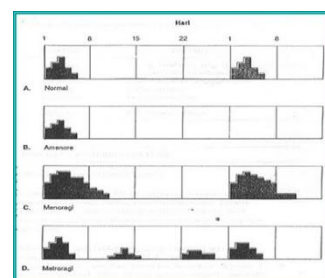 Hari
1 8 15 22 1 8
A. Normal
B. Amenore
C. Menoragi
D. Metroragi